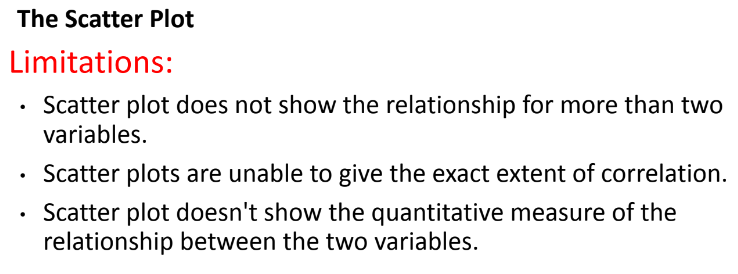 The Scatter Plot
Limitations:
• Scatter plot does not show the relationship for more than two
variables.
• Scatter plots are unable to give the exact extent of correlation.
• Scatter plot doesn't show the quantitative measure of the
relationship between the two variables.